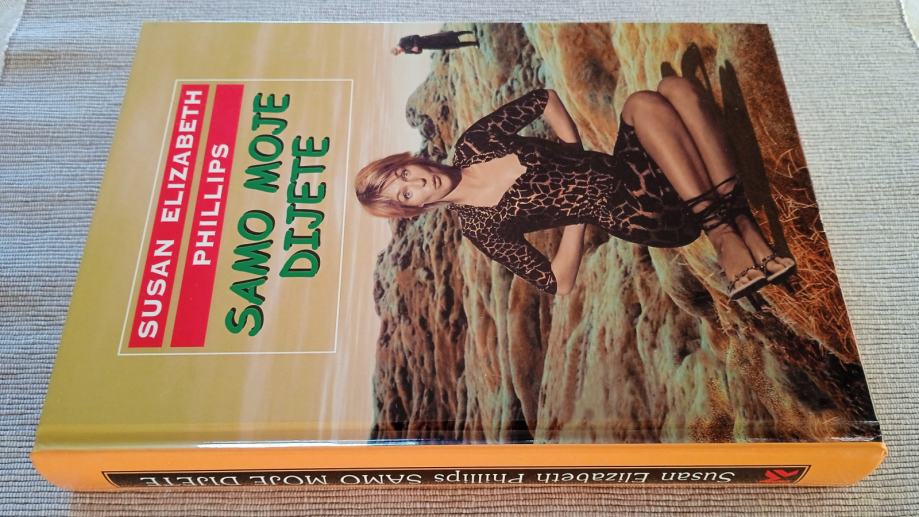 SUSAN ELIZABETH
PHILLIPS
SAMO MOJE
DIJETE
Susan Elizabeth Phillips SAMO MOJE DIJETE